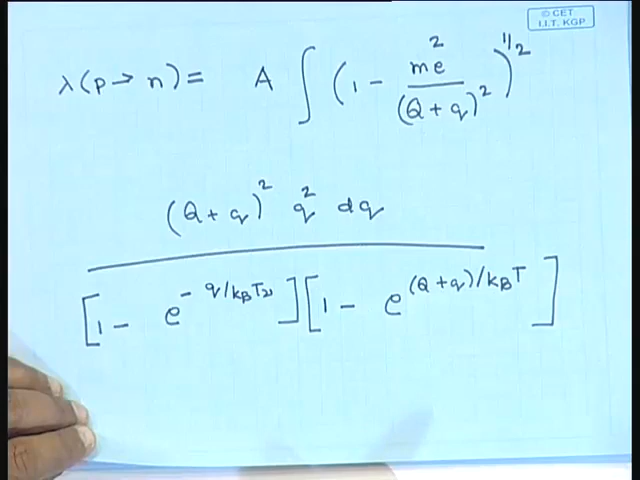 © CET
I.I.T. KGP
λ(p → n) = A ∫ (1 - me²/(Q + q)²)^1/2
(Q + q)² q² dq
[1 - e^(- q/k_B T_ν)] [1 - e^((Q + q)/k_B T)]